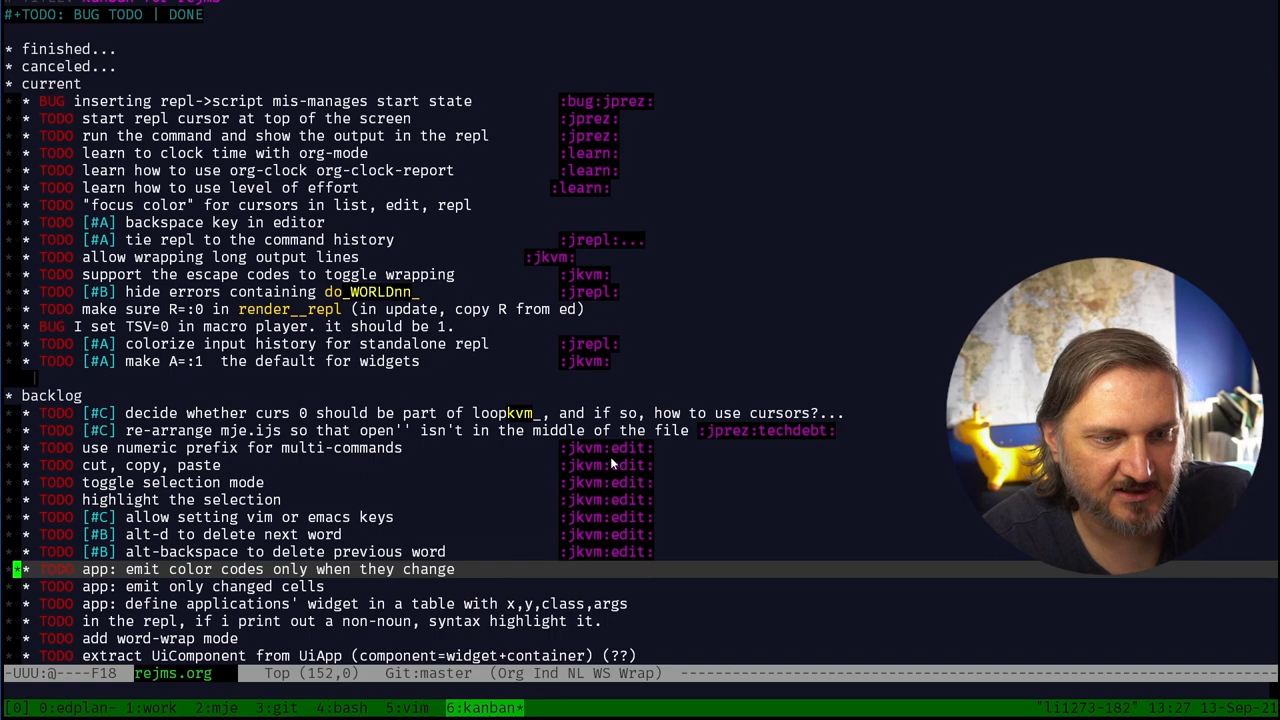 #+TITLE: kanban for rejms
#+TODO: BUG TODO | DONE
* finished...
* canceled...
* current
* * BUG inserting repl->script mis-manages start state :bug:jprez:
* * TODO start repl cursor at top of the screen :jprez:
* * TODO run the command and show the output in the repl :jprez:
* * TODO learn to clock time with org-mode :learn:
* * TODO learn how to use org-clock org-clock-report :learn:
* * TODO learn how to use level of effort :learn:
* * TODO "focus color" for cursors in list, edit, repl
* * TODO [#A] backspace key in editor
* * TODO [#A] tie repl to the command history :jrepl:...
* * TODO allow wrapping long output lines :jkvm:
* * TODO support the escape codes to toggle wrapping :jkvm:
* * TODO [#B] hide errors containing do_WORLDnn_ :jrepl:
* * TODO make sure R=:0 in render__repl (in update, copy R from ed)
* * BUG I set TSV=0 in macro player. it should be 1.
* * TODO [#A] colorize input history for standalone repl :jrepl:
* * TODO [#A] make A=:1  the default for widgets :jkvm:
* backlog
* * TODO [#C] decide whether curs 0 should be part of loopkvm_, and if so, how to use cursors?...
* * TODO [#C] re-arrange mje.ijs so that open'' isn't in the middle of the file :jprez:techdebt:
* * TODO use numeric prefix for multi-commands :jkvm:edit:
* * TODO cut, copy, paste :jkvm:edit:
* * TODO toggle selection mode :jkvm:edit:
* * TODO highlight the selection :jkvm:edit:
* * TODO [#C] allow setting vim or emacs keys :jkvm:edit:
* * TODO [#B] alt-d to delete next word :jkvm:edit:
* * TODO [#B] alt-backspace to delete previous word :jkvm:edit:
* * TODO app: emit color codes only when they change
* * TODO app: emit only changed cells
* * TODO app: define applications' widget in a table with x,y,class,args
* * TODO in the repl, if i print out a non-noun, syntax highlight it.
* * TODO add word-wrap mode
* * TODO extract UiComponent from UiApp (component=widget+container) (??)
-UUU:@----F18 rejms.org Top (152,0) Git:master (Org Ind NL WS Wrap) ----------
[0] 0:edplan- 1:work 2:mje 3:git 4:bash 5:vim 6:kanban* "li1273-182" 13:27 13-Sep-21